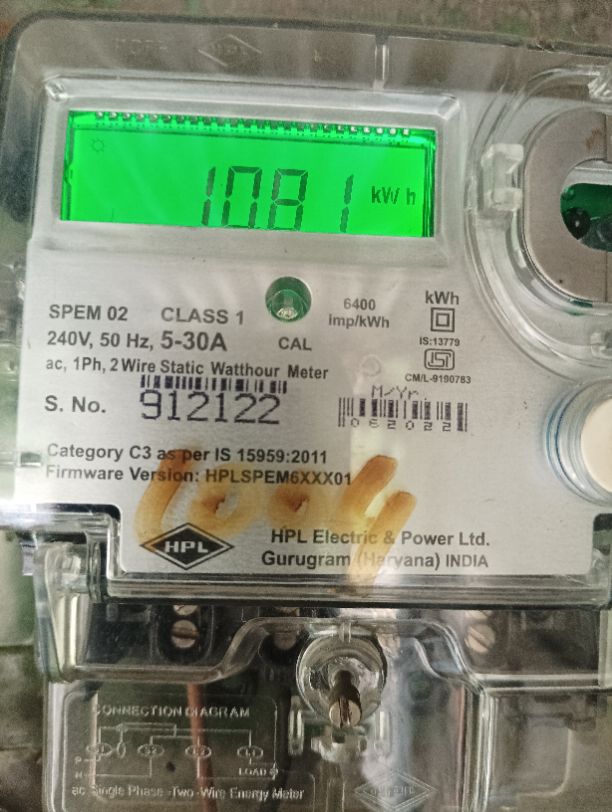 HPL
1081 kWh
SPEM 02 CLASS 1
6400 imp/kWh
kWh
240V, 50 Hz, 5-30A
CAL
IS:13779
ISI
CM/L-9190783
ac, 1Ph, 2 Wire Static Watthour Meter
S. No. 912122
M/Yr.
062022
Category C3 as per IS 15959:2011
Firmware Version: HPLSPEM6XXX01
1004
HPL
HPL Electric & Power Ltd.
Gurugram (Haryana) INDIA
CONNECTION DIAGRAM
P
N
LOAD
ac Single Phase Two-Wire Energy Meter